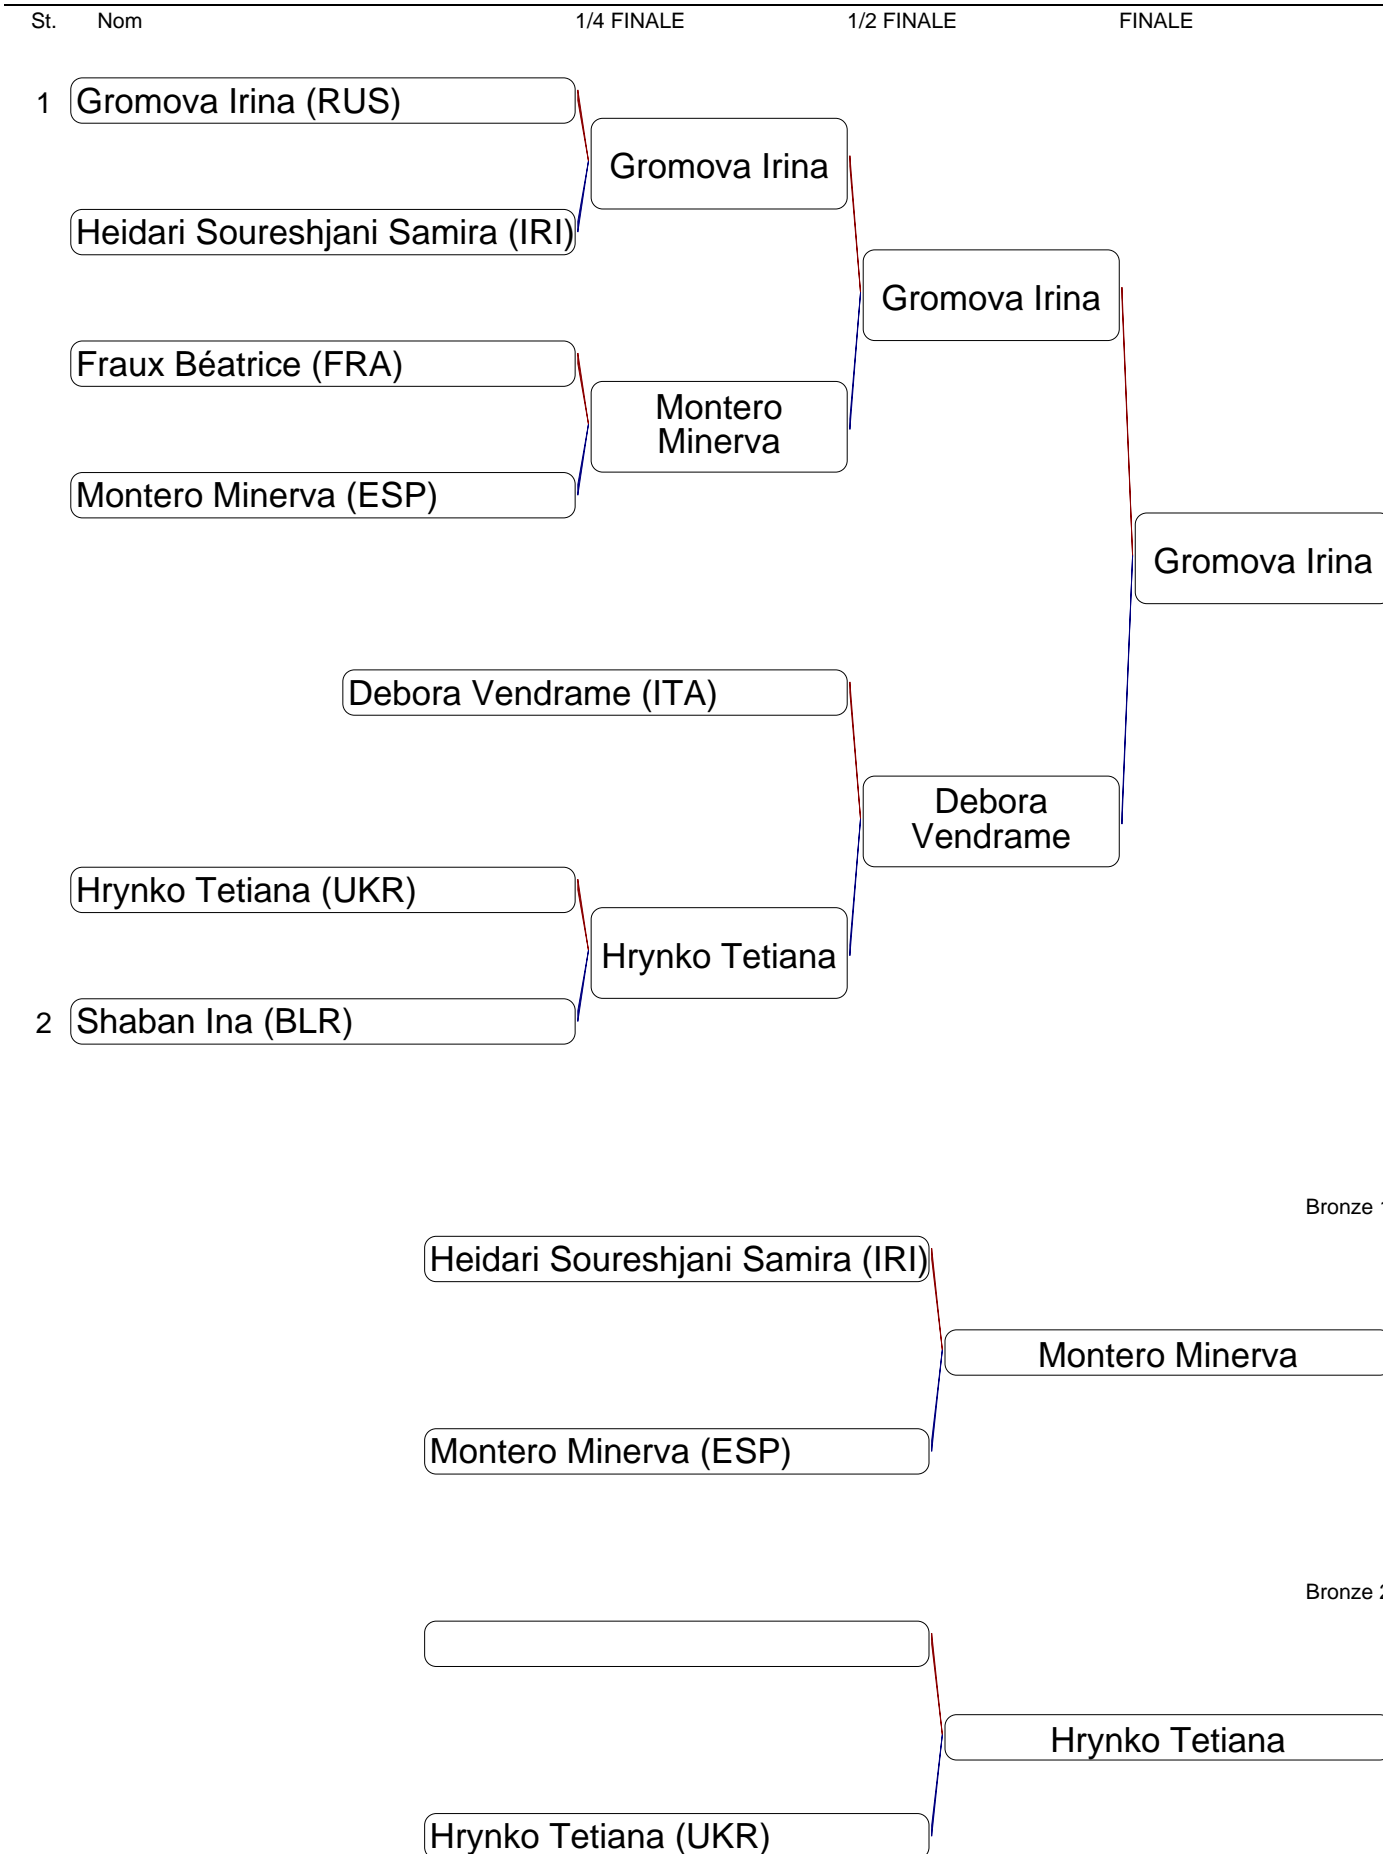 St. Nom 1/4 FINALE 1/2 FINALE FINALE
1 Gromova Irina (RUS)
Gromova Irina
Heidari Soureshjani Samira (IRI)
Gromova Irina
Fraux Béatrice (FRA)
Montero
Minerva
Montero Minerva (ESP)
Gromova Irina
Debora Vendrame (ITA)
Debora
Vendrame
Hrynko Tetiana (UKR)
Hrynko Tetiana
2 Shaban Ina (BLR)
Bronze 1
Heidari Soureshjani Samira (IRI)
Montero Minerva
Montero Minerva (ESP)
Bronze 2
Hrynko Tetiana
Hrynko Tetiana (UKR)